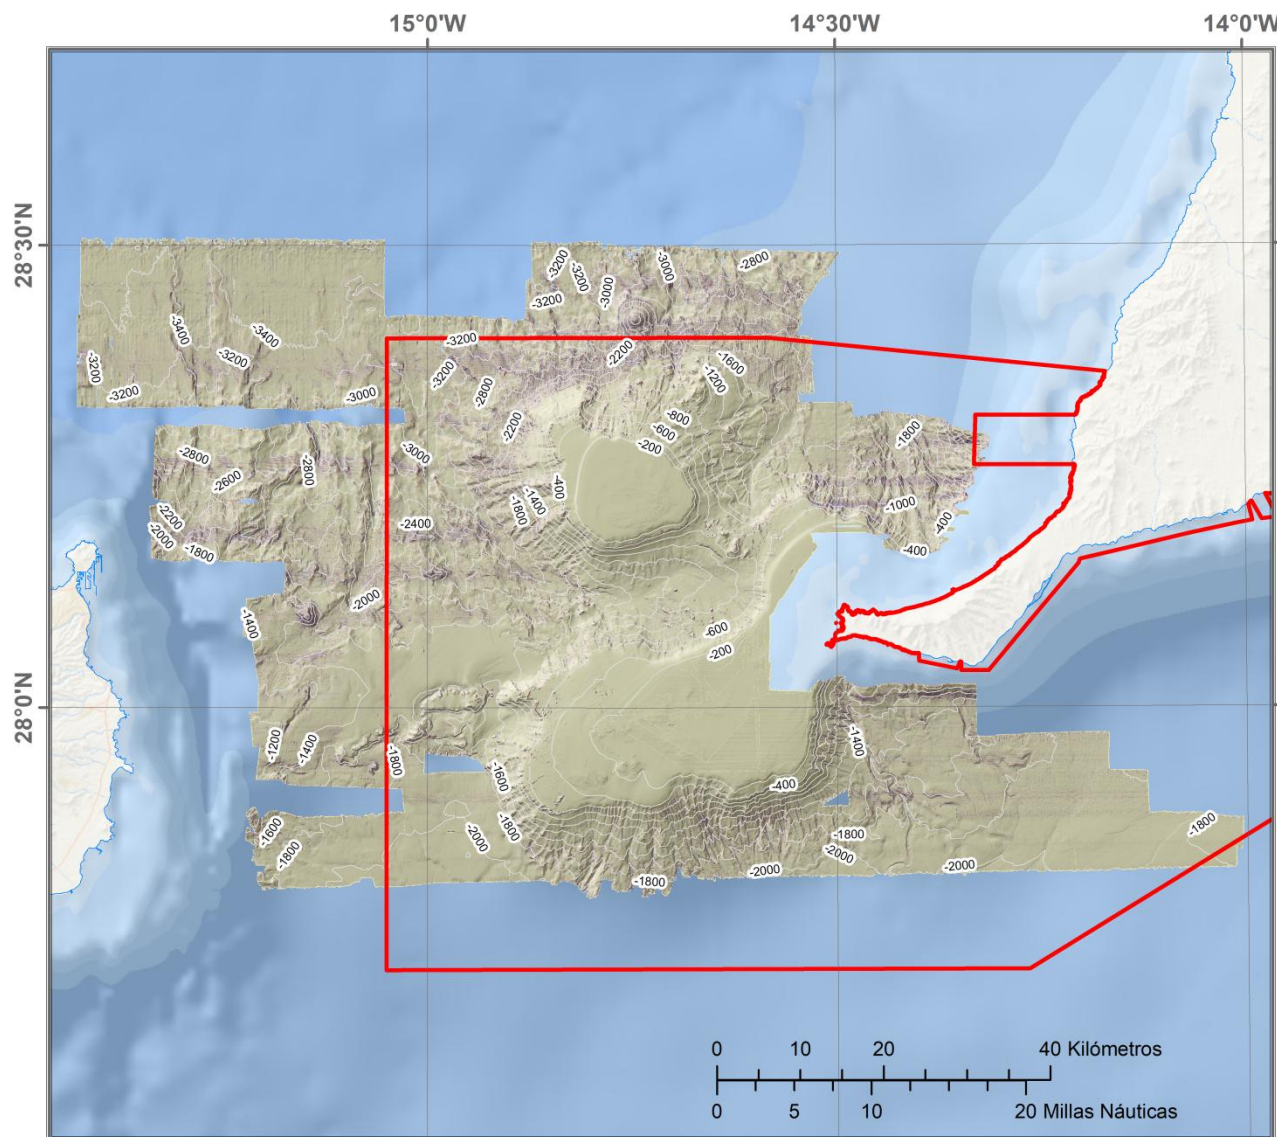 15°0'W 14°30'W 14°0'W
28°30'N
-3200 -3200 -3000 -3000 -2800
-3200
-3400 -3400 -3200 -3200
-3200 -3200 -3000
-3200 -3200 -2800 -2200 -2200 -1600 -1200
-800 -600 -200 -1800
-2800 -2600 -2800 -3000
-2200 -2000 -1800 -2400
-400 -1400 -1800 -1000 -400 -400
-2000 -1400
-600 -200
28°0'N
-1200 -1400 -1800 -1600 -400 -1400
-1600 -1800 -2000 -1800 -1800 -2000 -1800
-1800 -2000 -2000
0 10 20 40 Kilómetros
0 5 10 20 Millas Náuticas